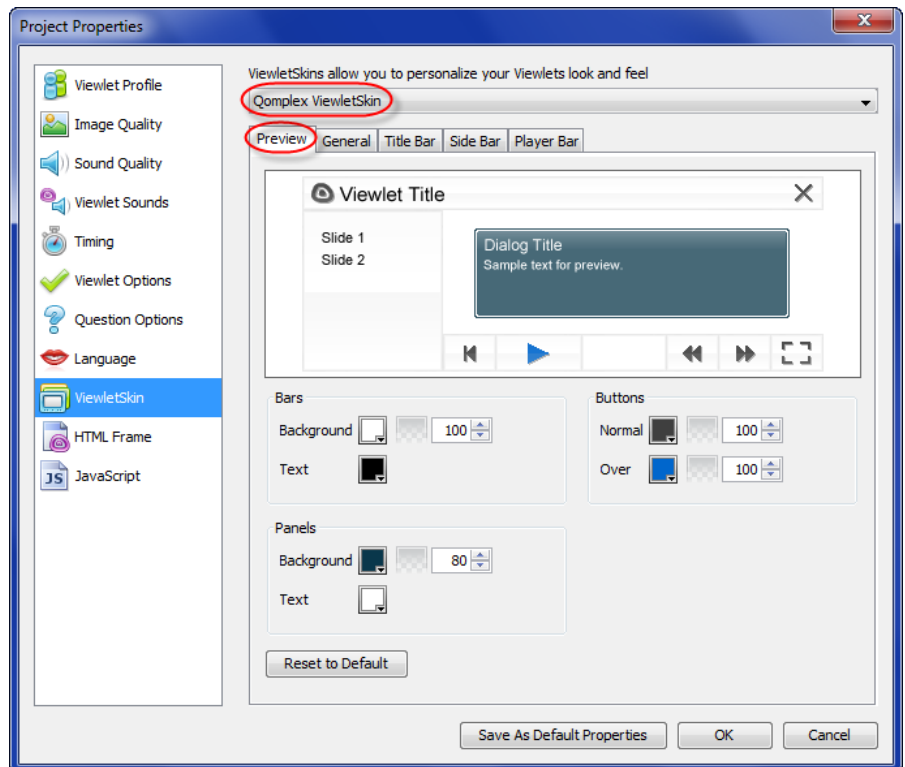 Project Properties
Viewlet Profile
Image Quality
Sound Quality
Viewlet Sounds
Timing
Viewlet Options
Question Options
Language
ViewletSkin
HTML Frame
JS JavaScript
ViewletSkins allow you to personalize your Viewlets look and feel
Qomplex ViewletSkin
Preview General Title Bar Side Bar Player Bar
Viewlet Title
Slide 1
Slide 2
Dialog Title
Sample text for preview.
Bars
Background 100
Text
Buttons
Normal 100
Over 100
Panels
Background 80
Text
Reset to Default
Save As Default Properties OK Cancel